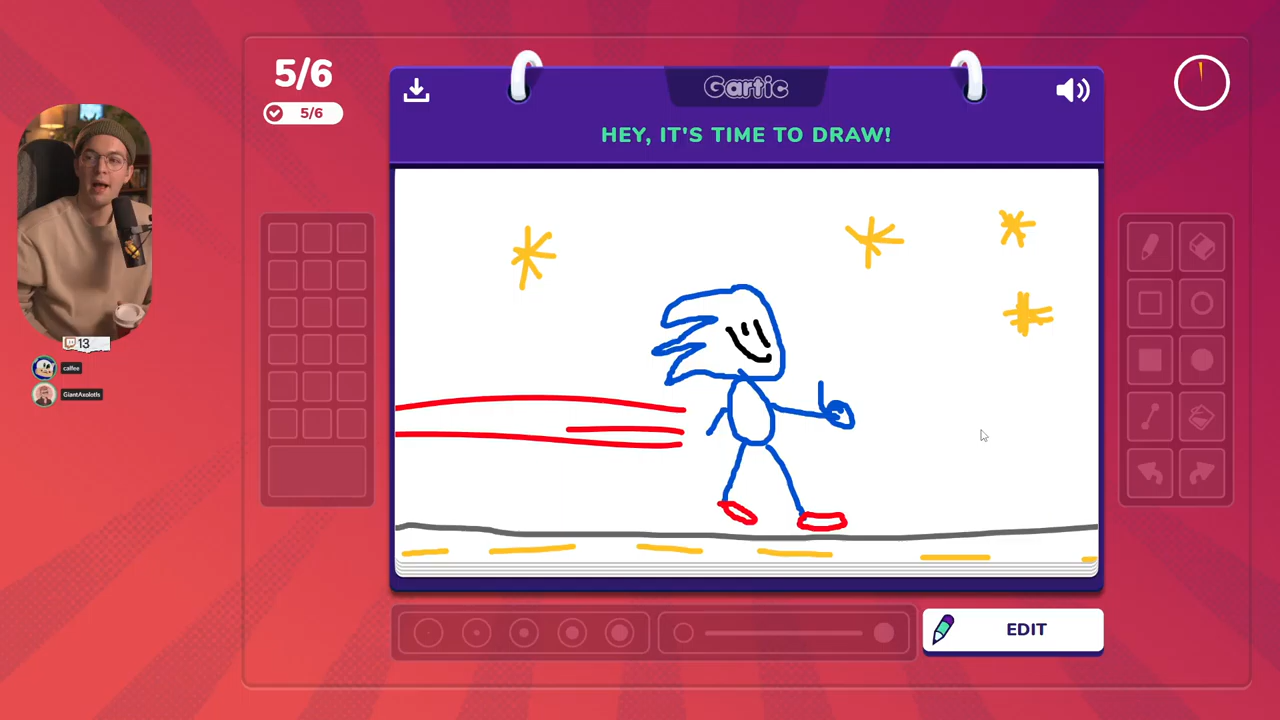 5/6
5/6
Gartic
HEY, IT'S TIME TO DRAW!
13
calfee
GiantAxolotls
EDIT